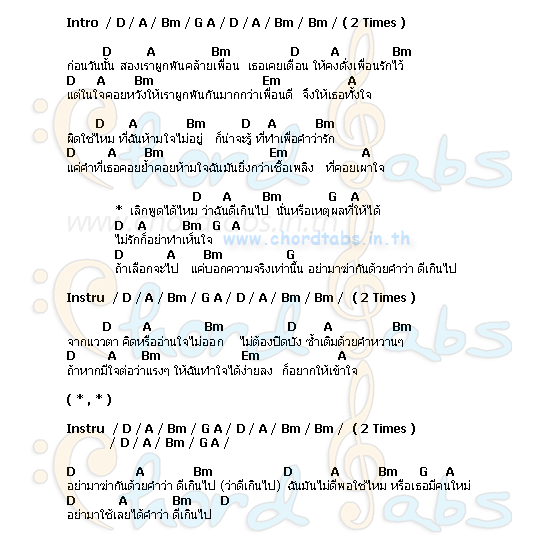 Intro / D / A / Bm / G A / D / A / Bm / Bm / ( 2 Times )
D A Bm D A Bm
ก่อนวันนั้น สองเราผูกพันคล้ายเพื่อน เธอเคยเตือน ให้คงดั่งเพื่อนรักไว้
D A Bm Em A
แต่ในใจคอยหวังให้เราผูกพันกันมากกว่าเพื่อนดี จึงให้เธอทั้งใจ
D A Bm D A Bm
ผิดใช่ไหม ที่ฉันห้ามใจไม่อยู่ ก็น่าจะรู้ ที่ทำเพื่อคำว่ารัก
D A Bm Em A
แค่คำที่เธอคอยย้ำคอยห้ามใจฉันมันยิ่งกว่าเชื้อเพลิง ที่คอยเผาใจ
D A Bm G A
* เลิกพูดได้ไหม ว่าฉันดีเกินไป นั่นหรือเหตุผลที่ให้ได้
D A Bm G A
ไม่รักก็อย่าทำเห็นใจ
D A Bm G
ถ้าเลือกจะไป แค่บอกความจริงเท่านั้น อย่ามาฆ่ากันด้วยคำว่า ดีเกินไป
Instru / D / A / Bm / G A / D / A / Bm / Bm / ( 2 Times )
D A Bm D A Bm
จากแววตา คิดหรืออ่านใจไม่ออก ไม่ต้องปิดบัง ซ้ำเติมด้วยคำหวานๆ
D A Bm Em A
ถ้าหากมีใจต่อว่าแรงๆ ให้ฉันทำใจได้ง่ายลง ก็อยากให้เข้าใจ
( * , * )
Instru / D / A / Bm / G A / D / A / Bm / Bm / ( 2 Times )
/ D / A / Bm / G A /
D A Bm D A Bm G A
อย่ามาฆ่ากันด้วยคำว่า ดีเกินไป (ว่าดีเกินไป) ฉันมันไม่ดีพอใช่ไหม หรือเธอมีคนใหม่
D A Bm D
อย่ามาใช้เลยได้คำว่า ดีเกินไป
www.chordtabs.in.th
www.chordtabs.in.th
Chord Tabs
Chord Tabs